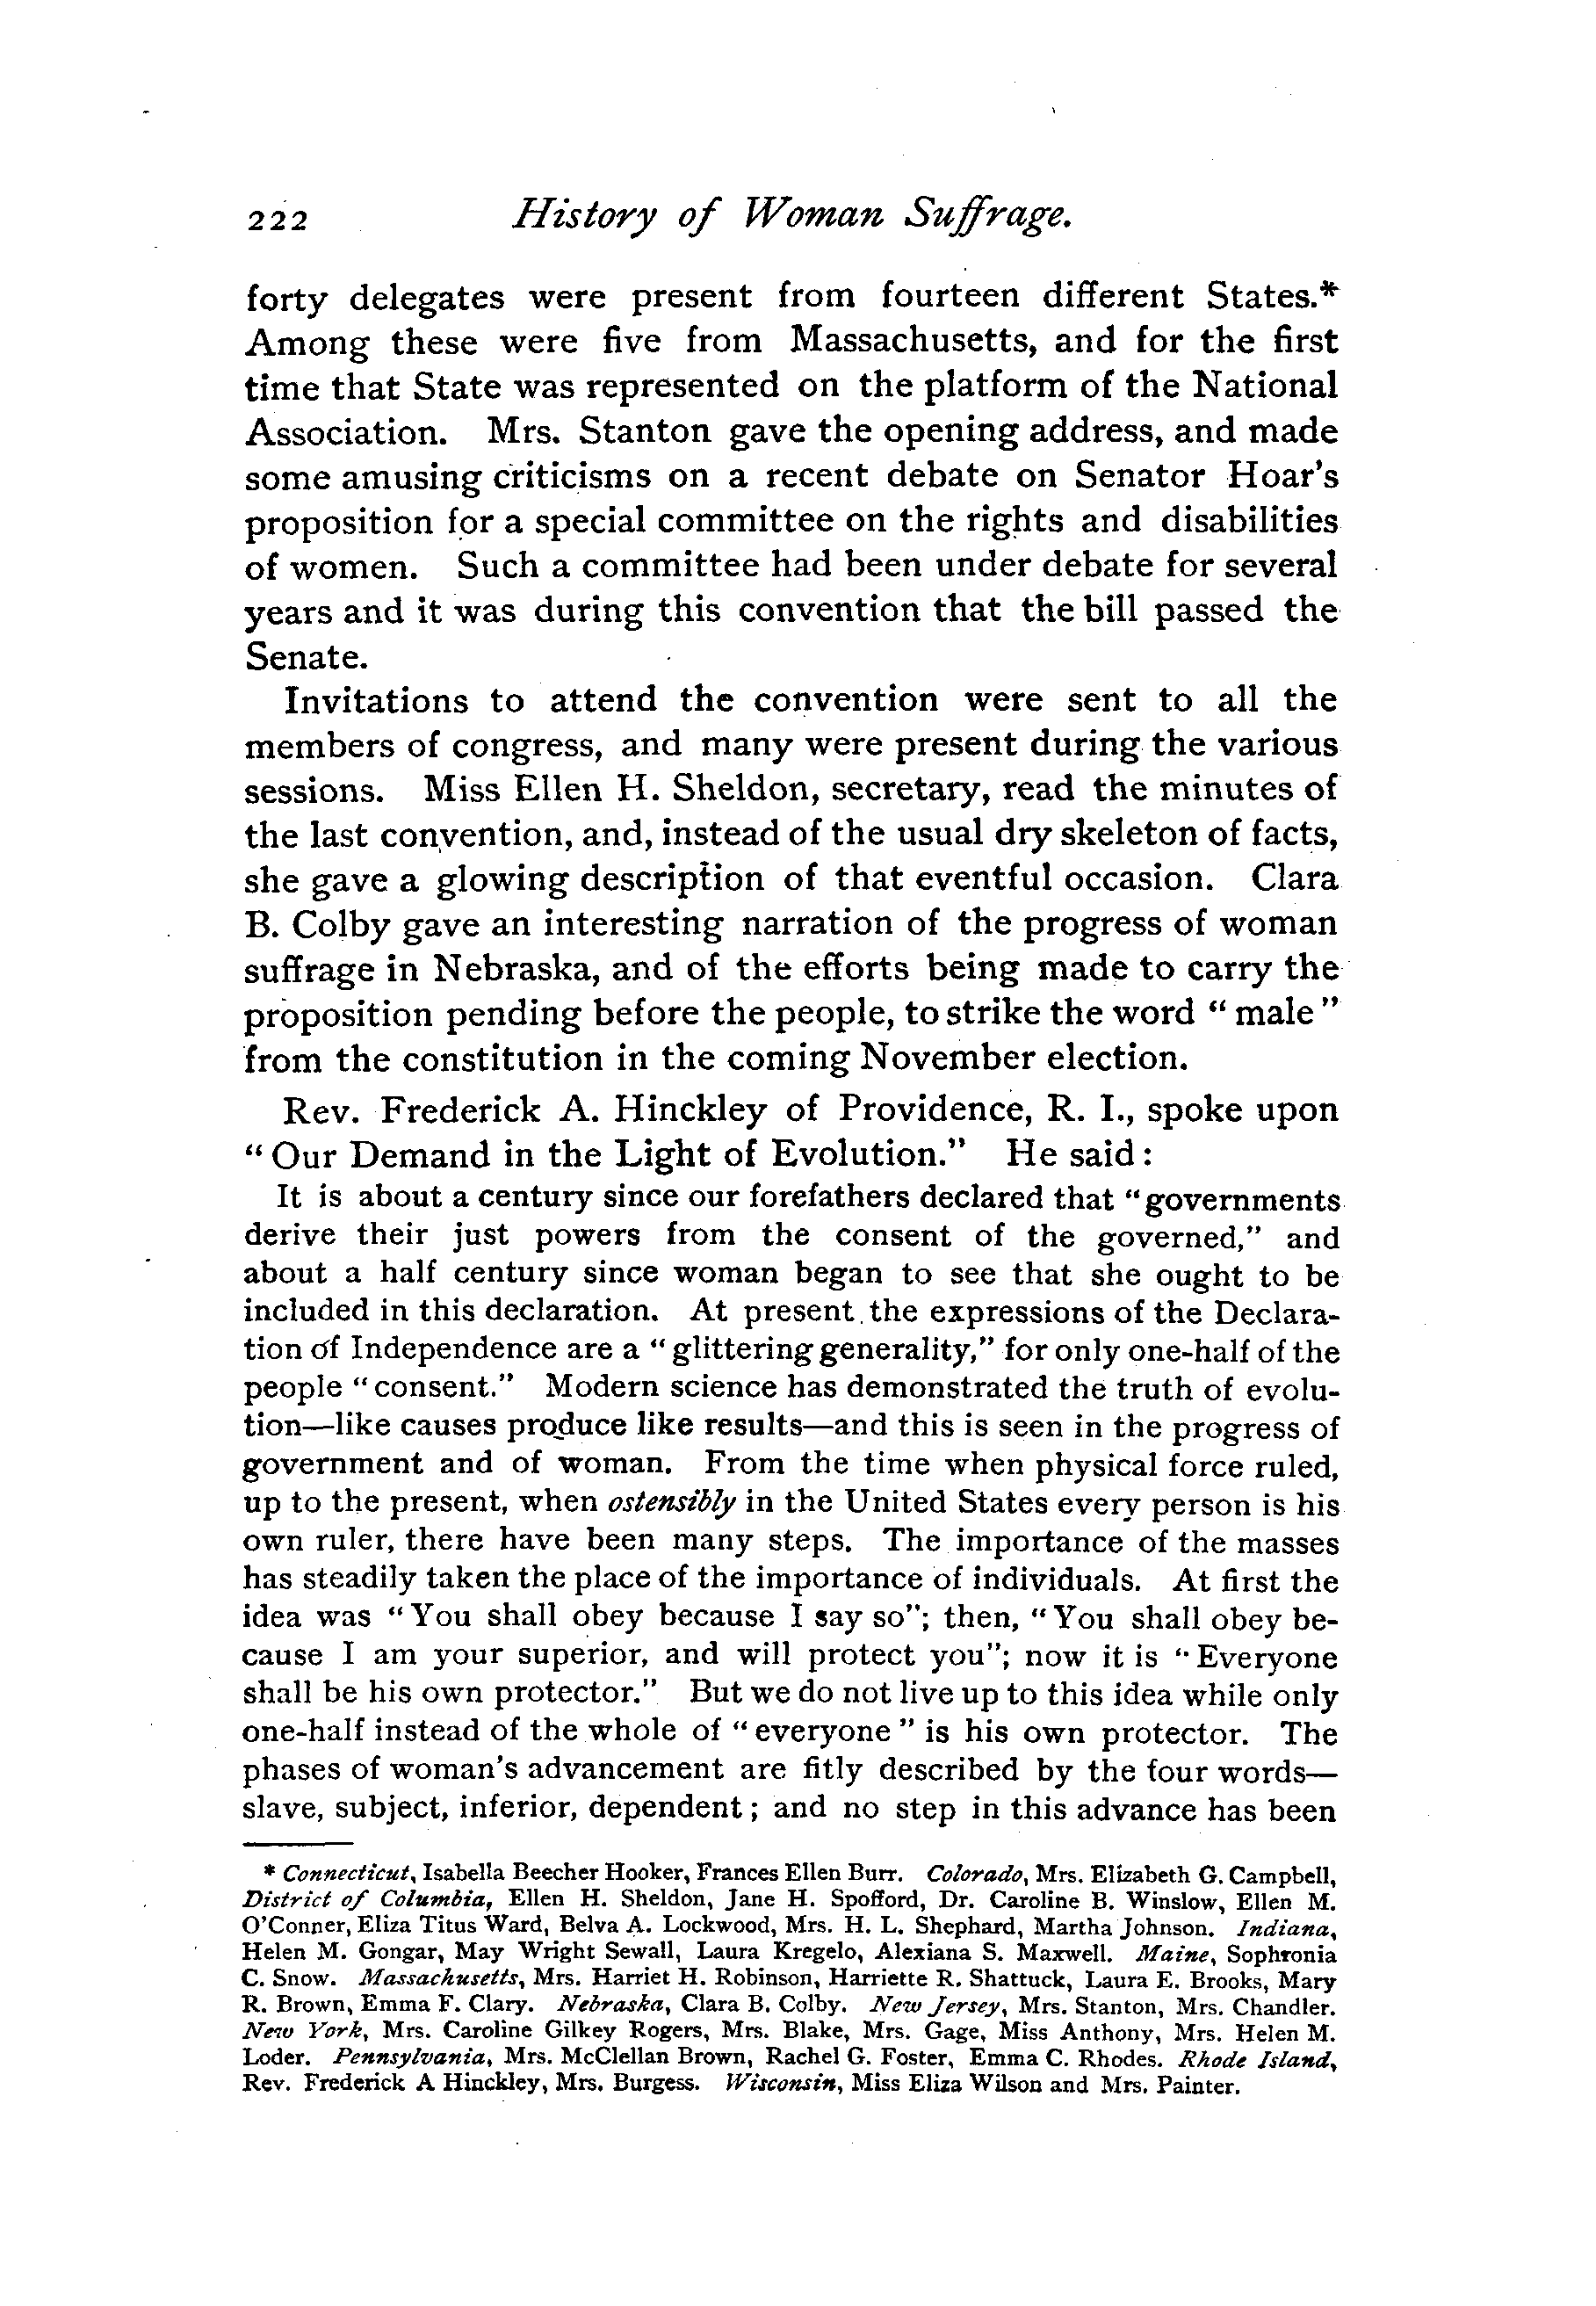 222 History of Woman Suffrage.
forty delegates were present from fourteen different States.*
Among these were five from Massachusetts, and for the first
time that State was represented on the platform of the National
Association. Mrs. Stanton gave the opening address, and made
some amusing criticisms on a recent debate on Senator Hoar's
proposition for a special committee on the rights and disabilities
of women. Such a committee had been under debate for several
years and it was during this convention that the bill passed the
Senate.
Invitations to attend the convention were sent to all the
members of congress, and many were present during the various
sessions. Miss Ellen H. Sheldon, secretary, read the minutes of
the last convention, and, instead of the usual dry skeleton of facts,
she gave a glowing description of that eventful occasion. Clara
B. Colby gave an interesting narration of the progress of woman
suffrage in Nebraska, and of the efforts being made to carry the
proposition pending before the people, to strike the word "male"
from the constitution in the coming November election.
Rev. Frederick A. Hinckley of Providence, R. I., spoke upon
"Our Demand in the Light of Evolution." He said:
It is about a century since our forefathers declared that "governments
derive their just powers from the consent of the governed," and
about a half century since woman began to see that she ought to be
included in this declaration. At present the expressions of the Declara-
tion of Independence are a "glittering generality," for only one-half of the
people "consent." Modern science has demonstrated the truth of evolu-
tion—like causes produce like results—and this is seen in the progress of
government and of woman. From the time when physical force ruled,
up to the present, when ostensibly in the United States every person is his
own ruler, there have been many steps. The importance of the masses
has steadily taken the place of the importance of individuals. At first the
idea was "You shall obey because I say so"; then, "You shall obey be-
cause I am your superior, and will protect you"; now it is "Everyone
shall be his own protector." But we do not live up to this idea while only
one-half instead of the whole of "everyone" is his own protector. The
phases of woman's advancement are fitly described by the four words—
slave, subject, inferior, dependent; and no step in this advance has been
* Connecticut, Isabella Beecher Hooker, Frances Ellen Burr. Colorado, Mrs. Elizabeth G. Campbell,
District of Columbia, Ellen H. Sheldon, Jane H. Spofford, Dr. Caroline B. Winslow, Ellen M.
O'Conner, Eliza Titus Ward, Belva A. Lockwood, Mrs. H. L. Shephard, Martha Johnson. Indiana,
Helen M. Gongar, May Wright Sewall, Laura Kregelo, Alexiana S. Maxwell. Maine, Sophronia
C. Snow. Massachusetts, Mrs. Harriet H. Robinson, Harriette R. Shattuck, Laura E. Brooks, Mary
R. Brown, Emma F. Clary. Nebraska, Clara B. Colby. New Jersey, Mrs. Stanton, Mrs. Chandler.
New York, Mrs. Caroline Gilkey Rogers, Mrs. Blake, Mrs. Gage, Miss Anthony, Mrs. Helen M.
Loder. Pennsylvania, Mrs. McClellan Brown, Rachel G. Foster, Emma C. Rhodes. Rhode Island,
Rev. Frederick A Hinckley, Mrs. Burgess. Wisconsin, Miss Eliza Wilson and Mrs. Painter.